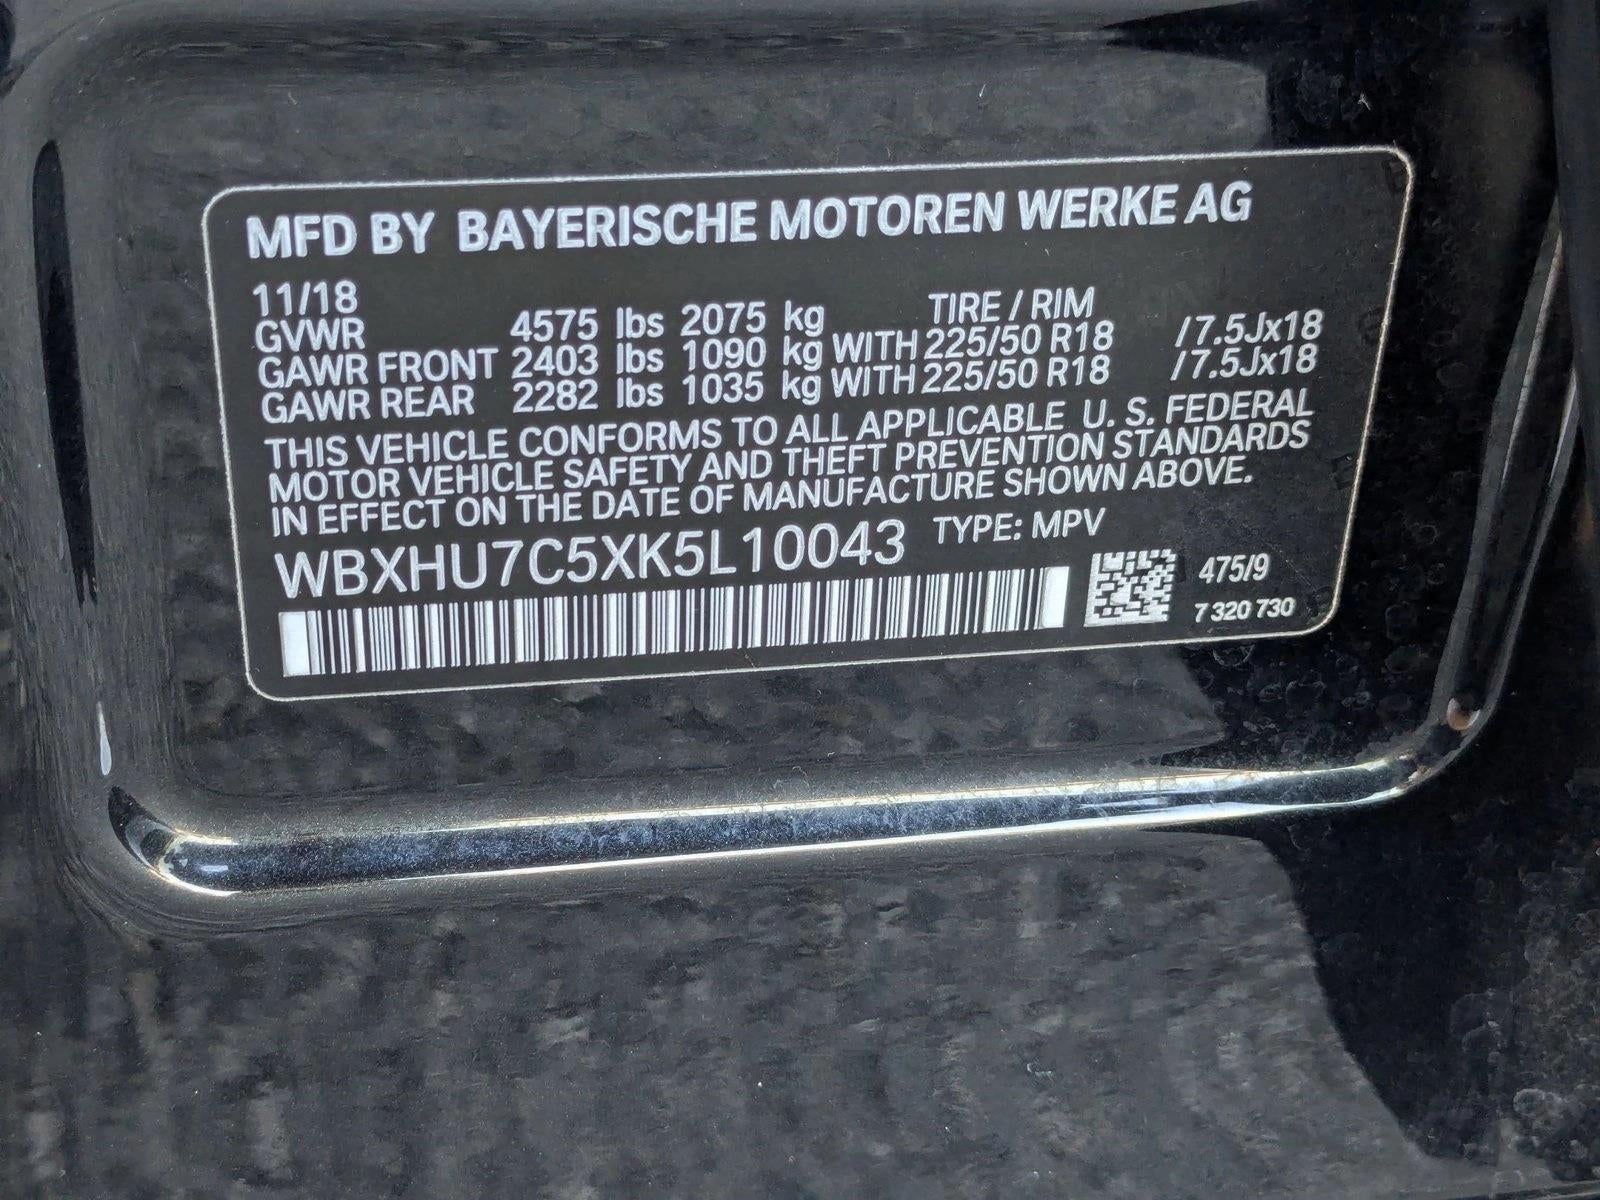 MFD BY BAYERISCHE MOTOREN WERKE AG
11/18 TIRE / RIM
GVWR 4575 lbs 2075 kg
GAWR FRONT 2403 lbs 1090 kg WITH 225/50 R18 /7.5Jx18
GAWR REAR 2282 lbs 1035 kg WITH 225/50 R18 /7.5Jx18
THIS VEHICLE CONFORMS TO ALL APPLICABLE U. S. FEDERAL
MOTOR VEHICLE SAFETY AND THEFT PREVENTION STANDARDS
IN EFFECT ON THE DATE OF MANUFACTURE SHOWN ABOVE.
WBXHU7C5XK5L10043 TYPE: MPV
475/9
7 320 730